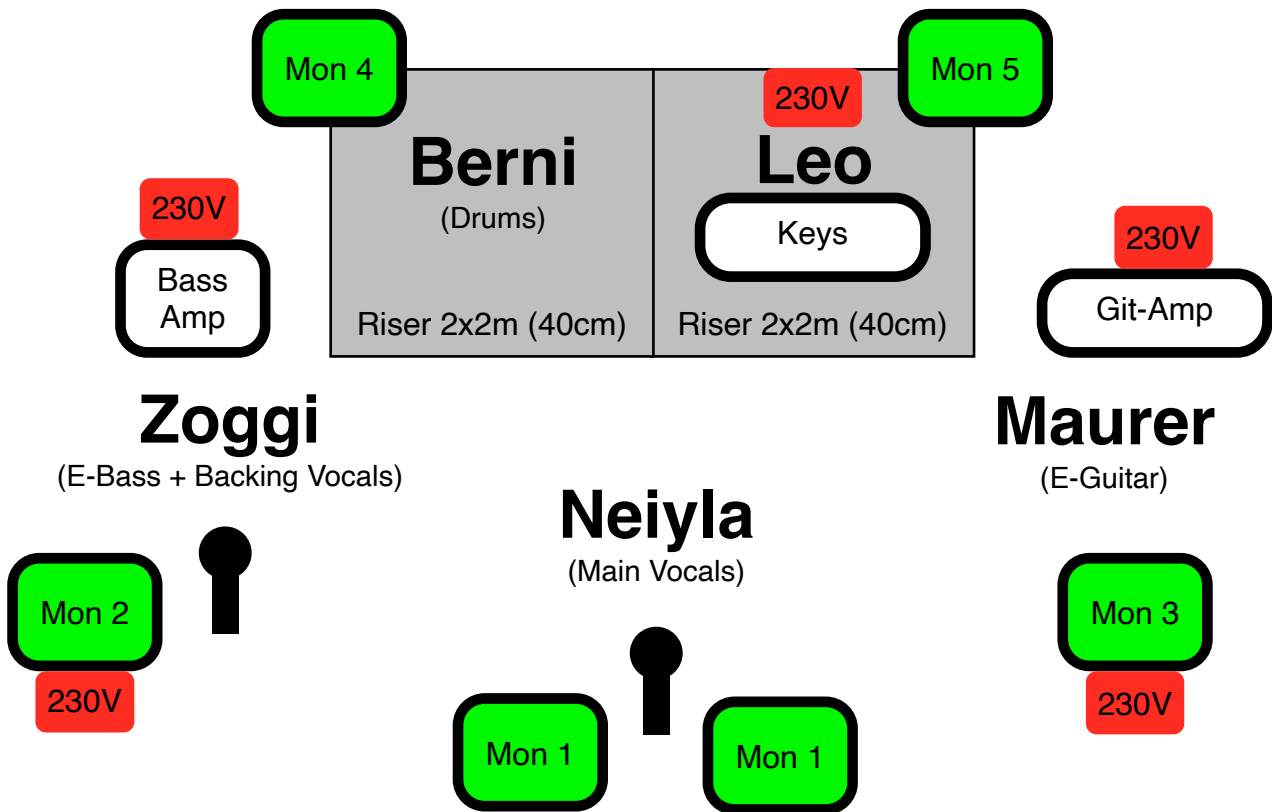 Mon 4
Mon 5
230V
Berni
(Drums)
Leo
Keys
230V
Bass
Amp
230V
Git-Amp
Riser 2x2m (40cm)
Riser 2x2m (40cm)
Zoggi
(E-Bass + Backing Vocals)
Maurer
(E-Guitar)
Neiyla
(Main Vocals)
Mon 2
230V
Mon 3
230V
Mon 1
Mon 1